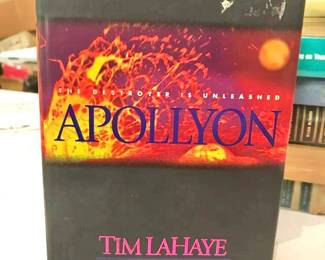 THE DESTROYER IS UNLEASHED
APOLLYON
TIM LAHAYE